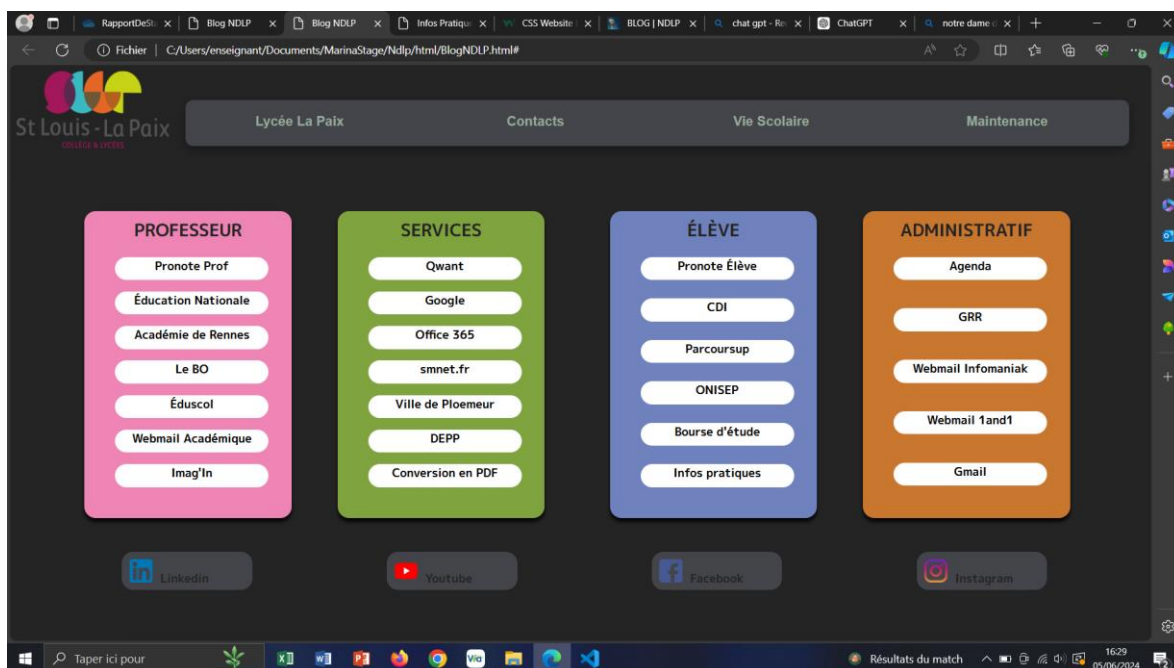 RapportDeSt
Blog NDLP
Blog NDLP
Infos Pratiqu
CSS Website
BLOG | NDLP
chat gpt - Re
ChatGPT
notre dame
Fichier
C:/Users/enseignant/Documents/MarinaStage/Ndlp/html/BlogNDLP.html#
St Louis - La Paix
COLLÈGE & LYCÉES
Lycée La Paix
Contacts
Vie Scolaire
Maintenance
PROFESSEUR
Pronote Prof
Éducation Nationale
Académie de Rennes
Le BO
Éduscol
Webmail Académique
Imag'In
SERVICES
Qwant
Google
Office 365
smnet.fr
Ville de Ploemeur
DEPP
Conversion en PDF
ÉLÈVE
Pronote Élève
CDI
Parcoursup
ONISEP
Bourse d'étude
Infos pratiques
ADMINISTRATIF
Agenda
GRR
Webmail Infomaniak
Webmail 1and1
Gmail
Linkedin
Youtube
Facebook
Instagram
Taper ici pour
Via
Résultats du match
16:29
05/06/2024